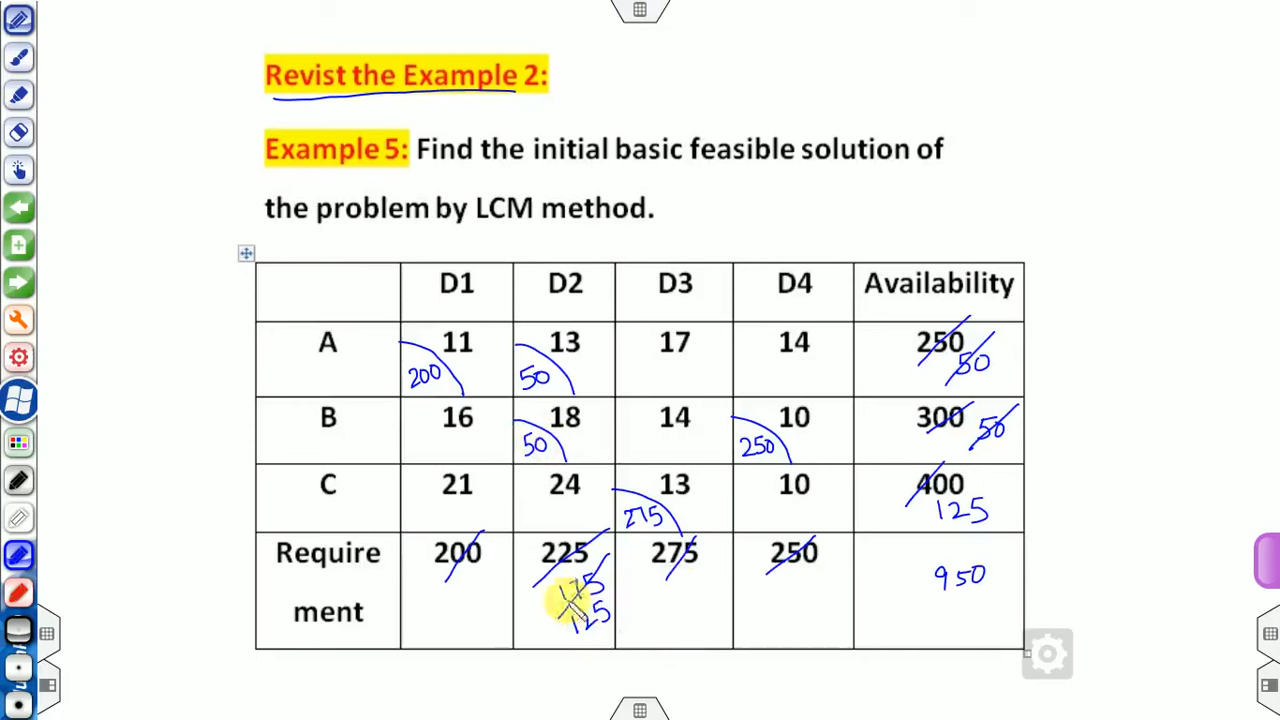 Revist the Example 2:
Example 5: Find the initial basic feasible solution of
the problem by LCM method.
D1 D2 D3 D4 Availability
A 11 13 17 14 250
200 50 50
B 16 18 14 10 300
50 250 50
C 21 24 13 10 400
275 125
Require 200 225 275 250
175 950
ment 125